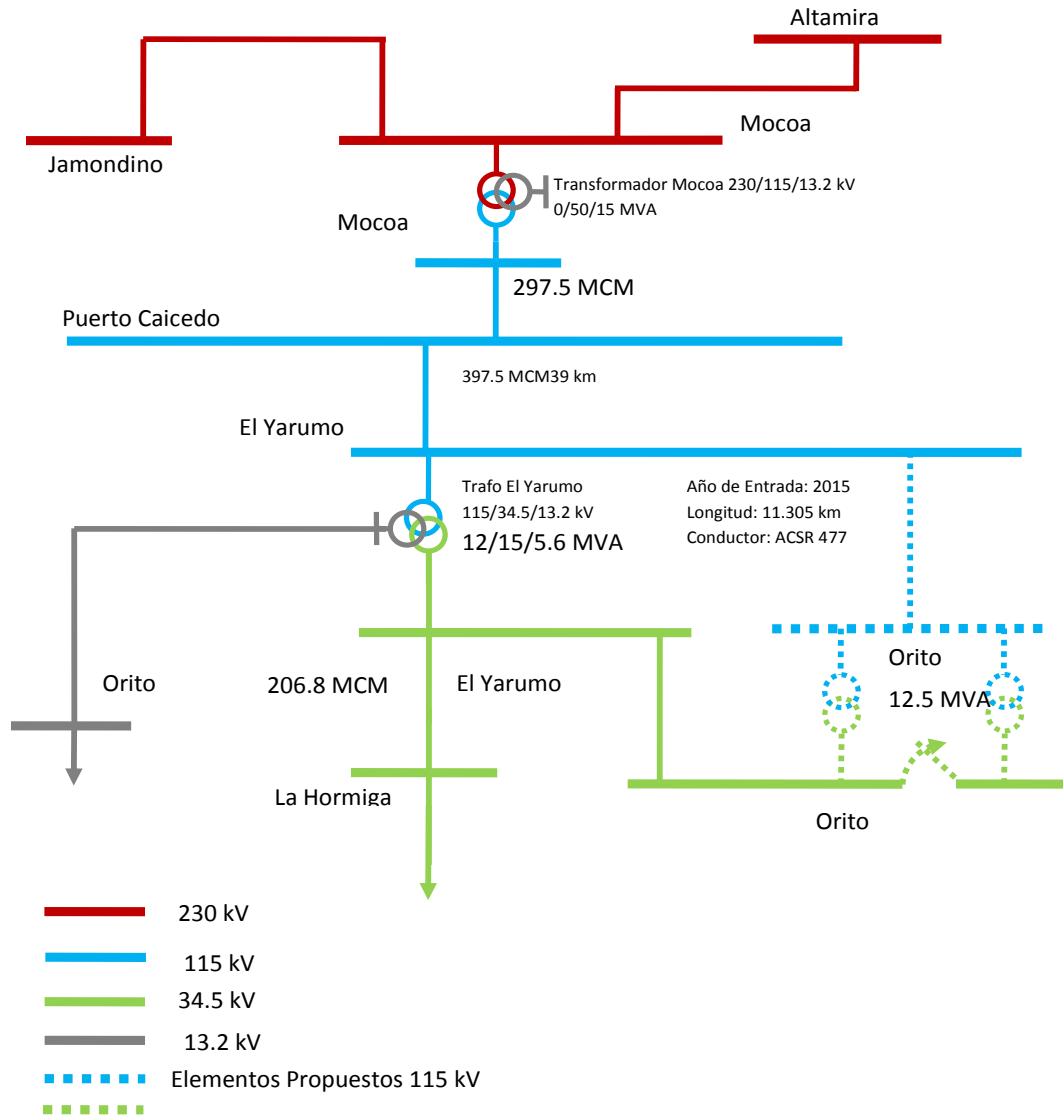 Altamira
Mocoa
Jamondino
Transformador Mocoa 230/115/13.2 kV
0/50/15 MVA
Mocoa
297.5 MCM
Puerto Caicedo
397.5 MCM39 km
El Yarumo
Trafo El Yarumo
115/34.5/13.2 kV
12/15/5.6 MVA
Año de Entrada: 2015
Longitud: 11.305 km
Conductor: ACSR 477
Orito
12.5 MVA
Orito
206.8 MCM
El Yarumo
La Hormiga
Orito
230 kV
115 kV
34.5 kV
13.2 kV
Elementos Propuestos 115 kV